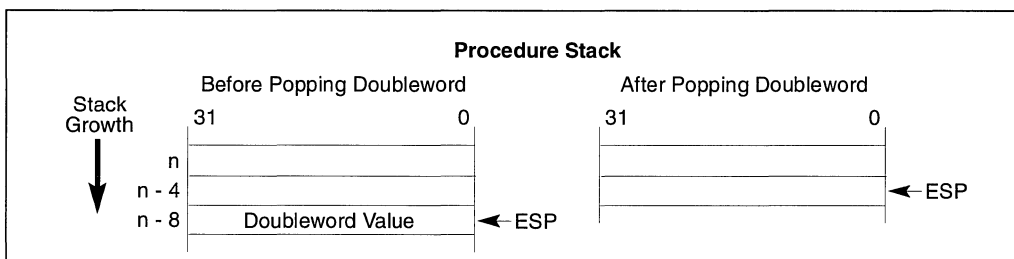 Procedure Stack
Before Popping Doubleword
After Popping Doubleword
Stack
Growth
31 0
31 0
n
n - 4
ESP
n - 8 Doubleword Value ESP